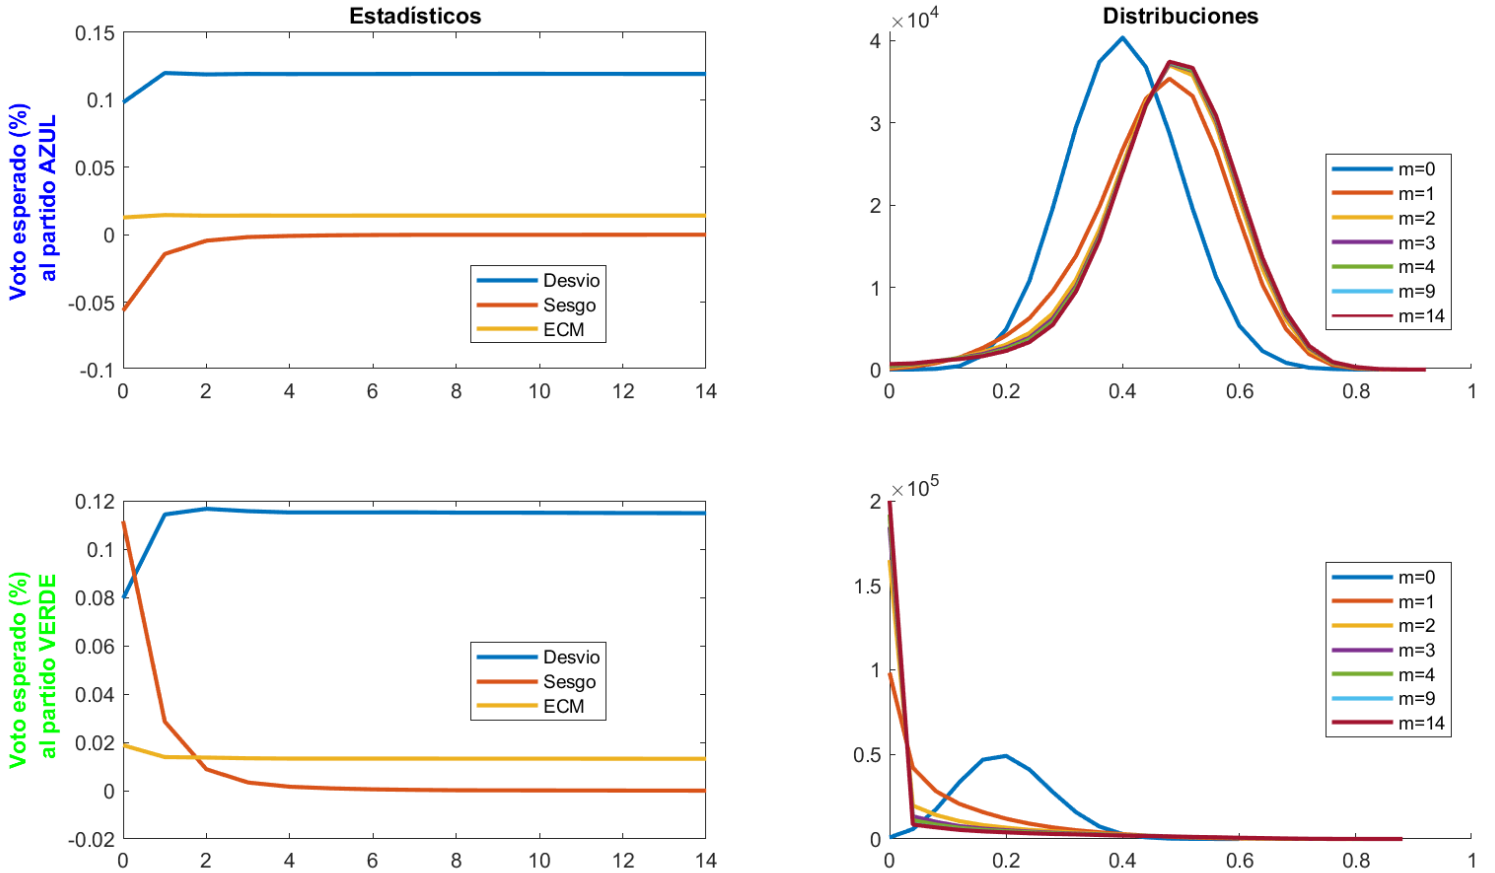 Estadísticos
Voto esperado (%)
al partido AZUL
0.15
0.1
0.05
0
-0.05
-0.1
0
2
4
6
8
10
12
14
Desvio
Sesgo
ECM
Distribuciones
×10^4
4
3
2
1
0
0
0.2
0.4
0.6
0.8
1
m=0
m=1
m=2
m=3
m=4
m=9
m=14
Voto esperado (%)
al partido VERDE
0.12
0.1
0.08
0.06
0.04
0.02
0
-0.02
0
2
4
6
8
10
12
14
Desvio
Sesgo
ECM
×10^5
2
1.5
1
0.5
0
0
0.2
0.4
0.6
0.8
1
m=0
m=1
m=2
m=3
m=4
m=9
m=14